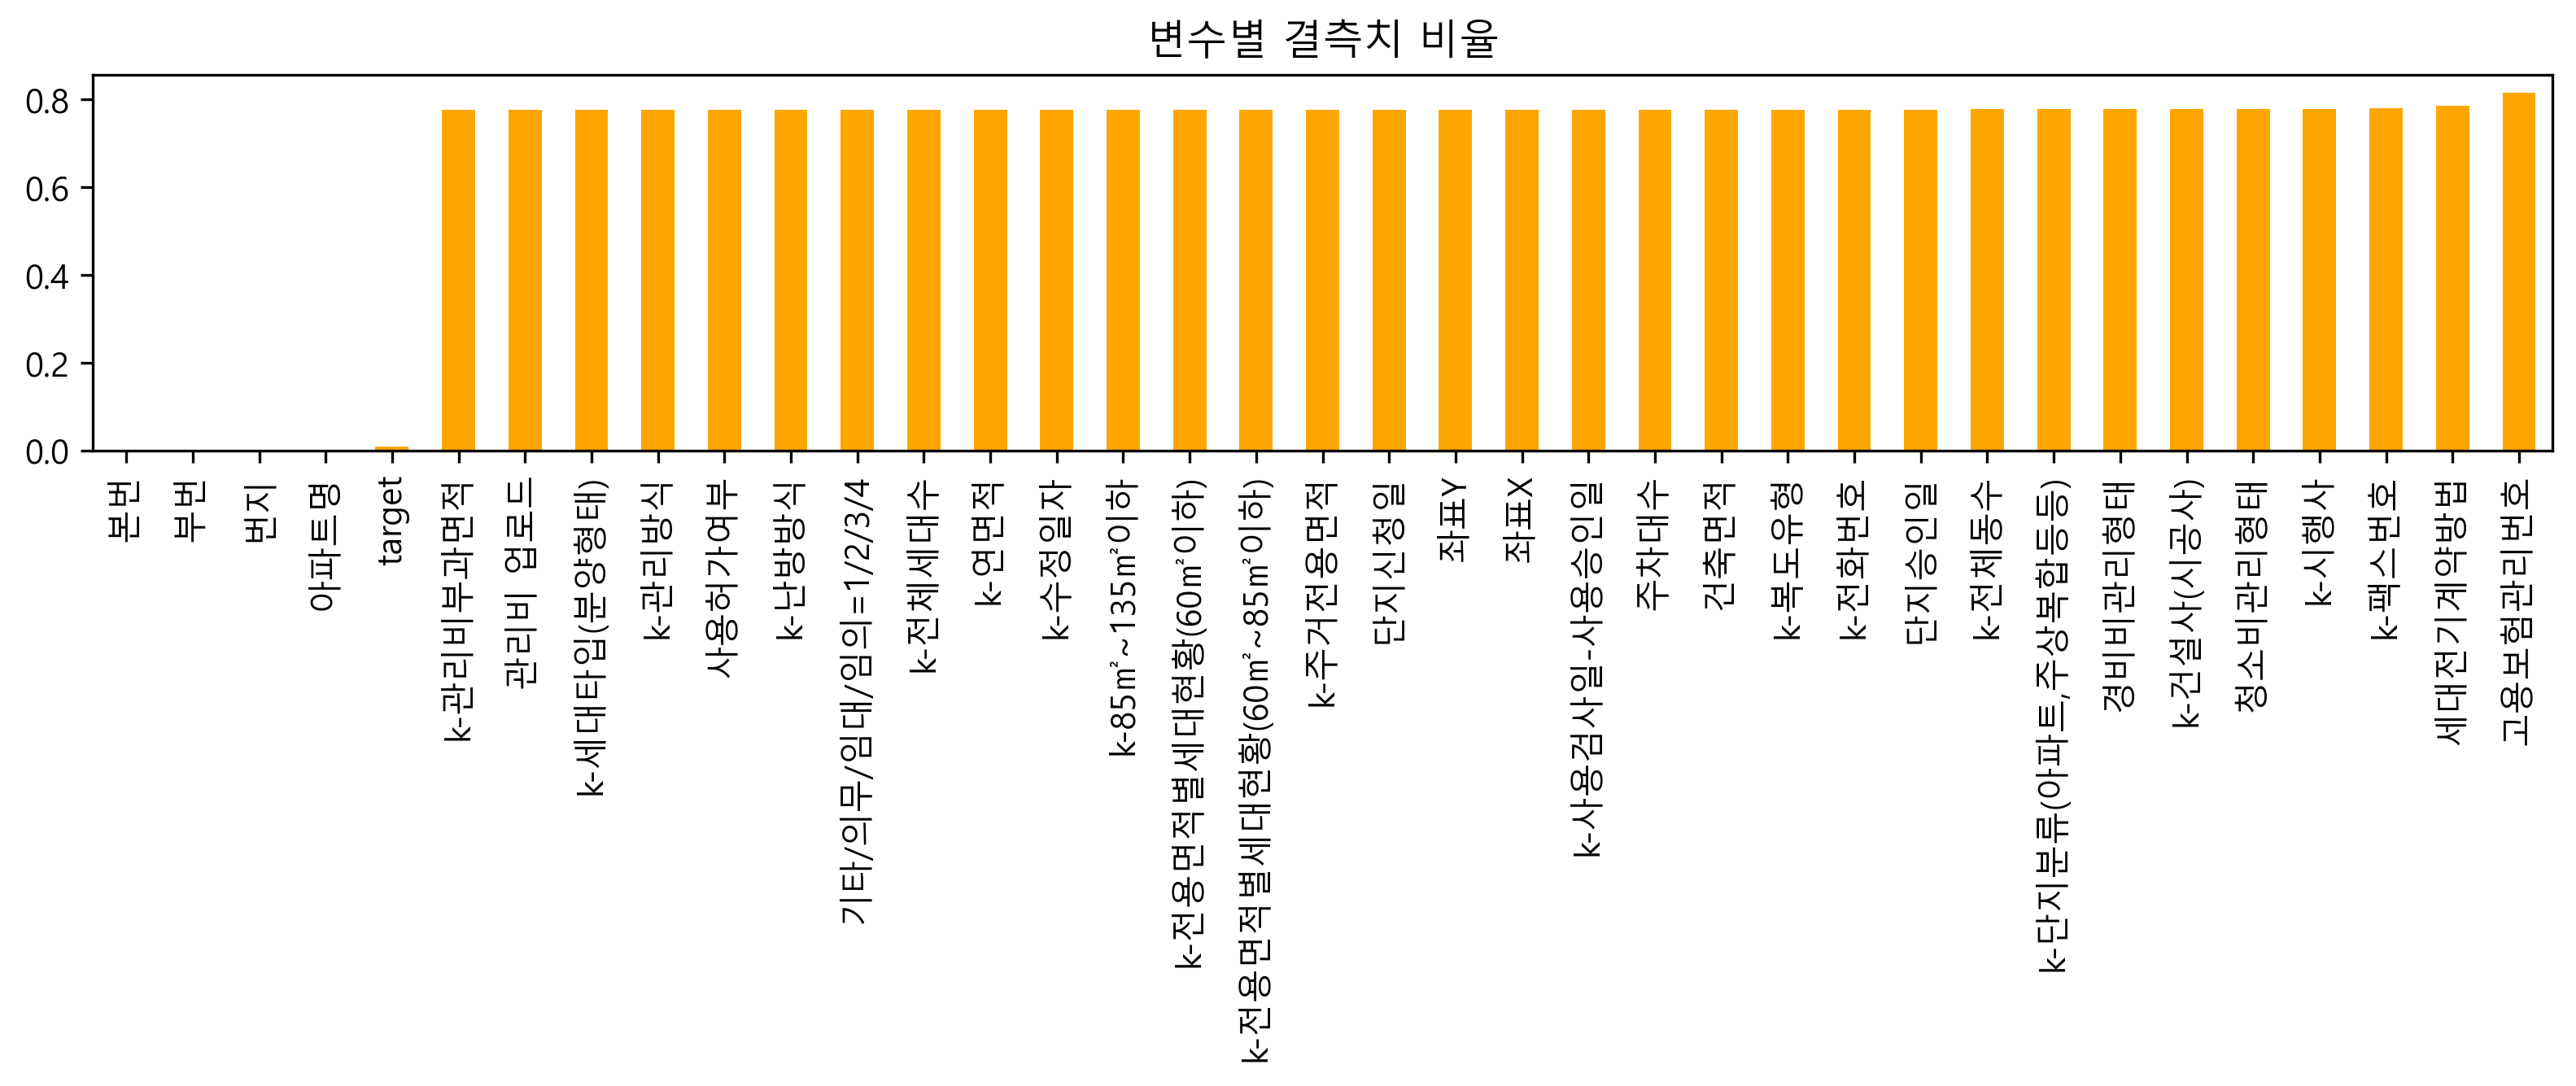 변수별 결측치 비율
0.8
0.6
0.4
0.2
0.0
본번
부번
번지
아파트명
target
k-관리비부과면적
관리비 업로드
k-세대타입(분양형태)
k-관리방식
사용허가여부
k-난방방식
기타/의무/임대/임의=1/2/3/4
k-전체세대수
k-연면적
k-수정일자
k-85㎡~135㎡이하
k-전용면적별세대현황(60㎡이하)
k-전용면적별세대현황(60㎡~85㎡이하)
k-주거전용면적
단지신청일
좌표Y
좌표X
k-사용검사일-사용승인일
주차대수
건축면적
k-복도유형
k-전화번호
단지승인일
k-전체동수
k-단지분류(아파트,주상복합등등)
경비비관리형태
k-건설사(시공사)
청소비관리형태
k-시행사
k-팩스번호
세대전기계약방법
고용보험관리번호